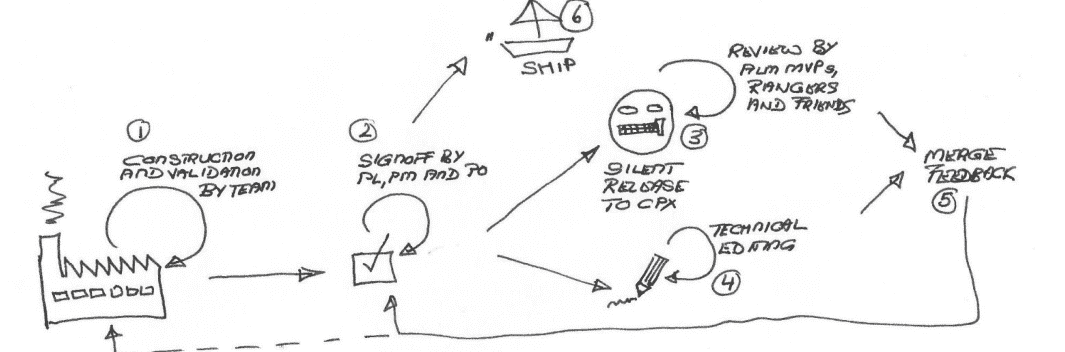 6
SHIP
1
CONSTRUCTION
AND VALIDATION
BY TEAM
2
SIGNOFF BY
PL, PM AND PO
3
REVIEW BY
ALM MVPs,
RANGERS
AND FRIENDS
SILENT
RELEASE
TO CPX
TECHNICAL
EDITING
4
MERGE
FEEDBACK
5